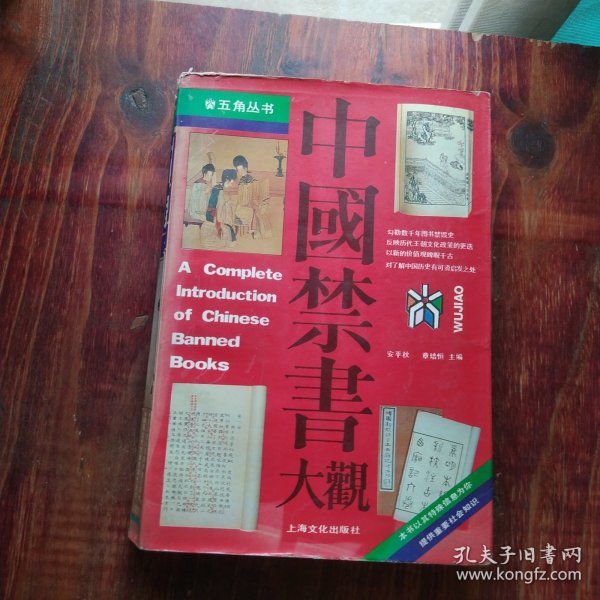 五角丛书
中國禁書
大觀
A Complete
Introduction
of Chinese
Banned
Books
勾勒数千年图书禁毁史
反映历代王朝文化政策的更迭
以新的价值观睥睨千古
对了解中国历史有可资启发之处
WUJIAO
安平秋 章培恒 主编
上海文化出版社
本书以其特殊信息为你
提供重要社会知识
孔夫子旧书网
www.kongfz.com